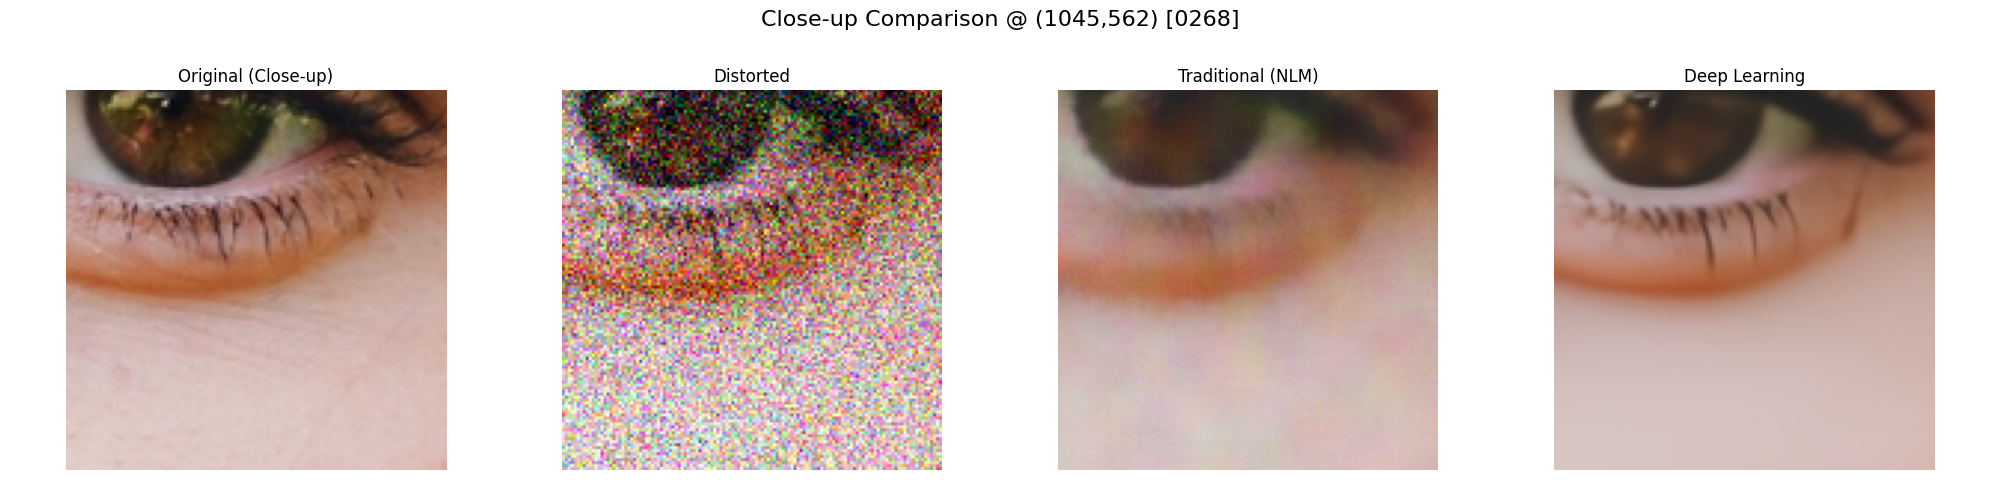 Close-up Comparison @ (1045,562) [0268]
Original (Close-up)
Distorted
Traditional (NLM)
Deep Learning